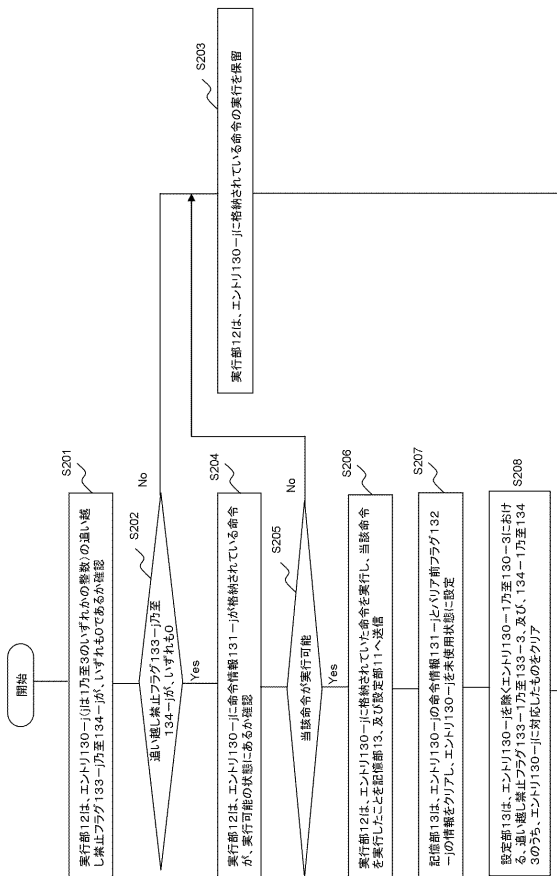 開始
S201
実行部12は、エントリ130-j(jは1乃至3のいずれかの整数)の追い越
し禁止フラグ133-j乃至134-jが、いずれも0であるか確認
S202
追い越し禁止フラグ133-j乃至
134-jが、いずれも0
No
Yes
S203
実行部12は、エントリ130-jに格納されている命令の実行を保留
S204
実行部12は、エントリ130-jに命令情報131-jが格納されている命令
が、実行可能の状態にあるか確認
S205
当該命令が実行可能
No
Yes
S206
実行部12は、エントリ130-jに格納されていた命令を実行し、当該命令
を実行したことを記憶部13、及び設定部11へ送信
S207
記憶部13は、エントリ130-jの命令情報131-jとバリア前フラグ132
-jの情報をクリアし、エントリ130-jを未使用状態に設定
S208
設定部13は、エントリ130-jを除くエントリ130-1乃至130-3におけ
る、追い越し禁止フラグ133-1乃至133-3、及び、134-1乃至134
-3のうち、エントリ130-jに対応したものをクリア